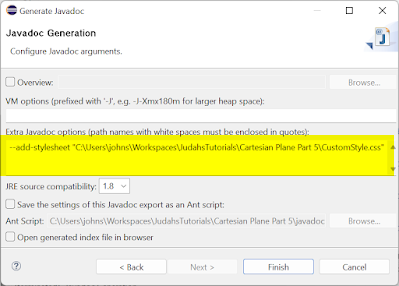 Generate Javadoc
Javadoc Generation
Configure Javadoc arguments.
Overview:
Browse...
VM options (prefixed with '-J', e.g. -J-Xmx180m for larger heap space):
Extra Javadoc options (path names with white spaces must be enclosed in quotes):
--add-stylesheet "C:\Users\johns\Workspaces\JudahsTutorials\Cartesian Plane Part 5\CustomStyle.css"
JRE source compatibility: 1.8
Save the settings of this Javadoc export as an Ant script:
Ant Script: C:\Users\johns\Workspaces\JudahsTutorials\Cartesian Plane Part 5\javadoc Browse...
Open generated index file in browser
? < Back Next > Finish Cancel